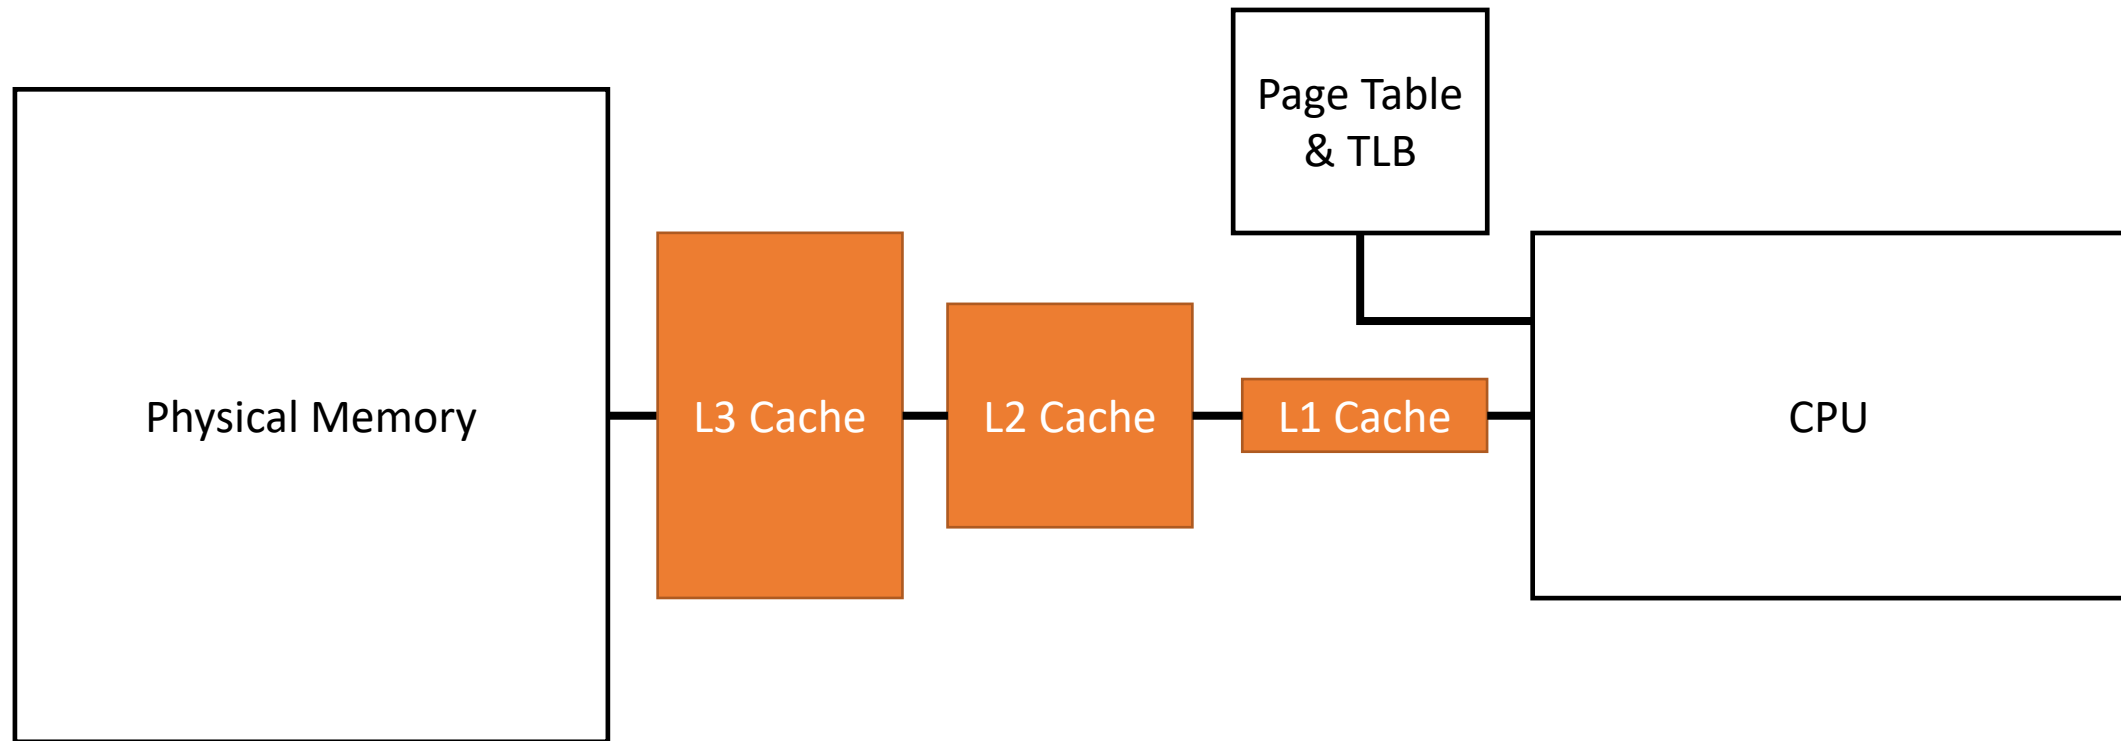 Page Table
& TLB
Physical Memory
L3 Cache
L2 Cache
L1 Cache
CPU